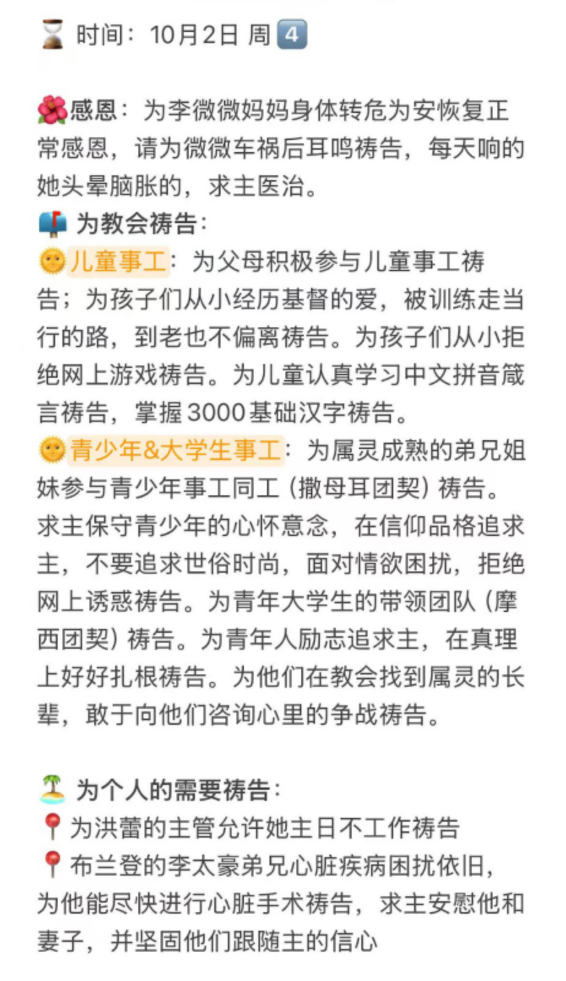 ⏳ 时间：10月2日 周4️⃣
🌺感恩：为李微微妈妈身体转危为安恢复正
常感恩，请为微微车祸后耳鸣祷告，每天响的
她头晕脑胀的，求主医治。
📫 为教会祷告：
🌞儿童事工：为父母积极参与儿童事工祷
告；为孩子们从小经历基督的爱，被训练走当
行的路，到老也不偏离祷告。为孩子们从小拒
绝网上游戏祷告。为儿童认真学习中文拼音箴
言祷告，掌握3000基础汉字祷告。
🌞青少年&大学生事工：为属灵成熟的弟兄姐
妹参与青少年事工同工（撒母耳团契）祷告。
求主保守青少年的心怀意念，在信仰品格追求
主，不要追求世俗时尚，面对情欲困扰，拒绝
网上诱惑祷告。为青年大学生的带领团队（摩
西团契）祷告。为青年人励志追求主，在真理
上好好扎根祷告。为他们在教会找到属灵的长
辈，敢于向他们咨询心里的争战祷告。
🏝️ 为个人的需要祷告：
📍为洪蕾的主管允许她主日不工作祷告
📍布兰登的李太豪弟兄心脏疾病困扰依旧，
为他能尽快进行心脏手术祷告，求主安慰他和
妻子，并坚固他们跟随主的信心